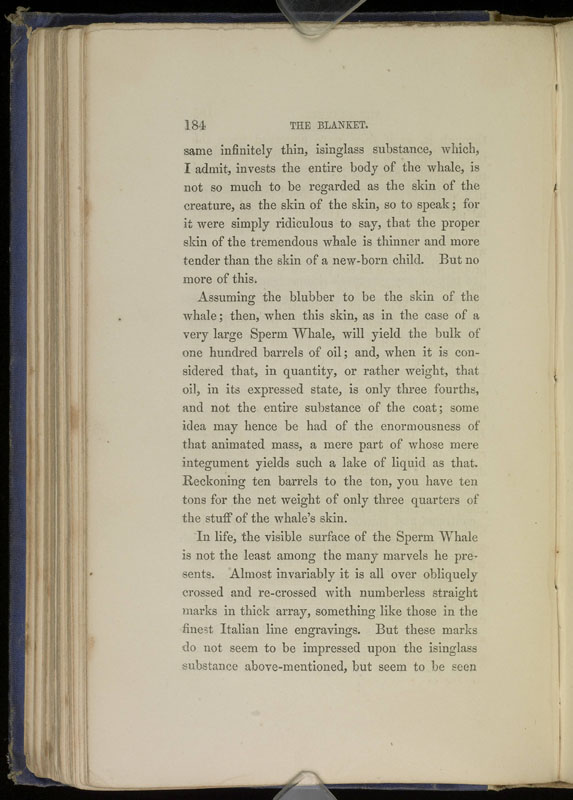 184 THE BLANKET.
same infinitely thin, isinglass substance, which,
I admit, invests the entire body of the whale, is
not so much to be regarded as the skin of the
creature, as the skin of the skin, so to speak; for
it were simply ridiculous to say, that the proper
skin of the tremendous whale is thinner and more
tender than the skin of a new-born child. But no
more of this.
Assuming the blubber to be the skin of the
whale; then, when this skin, as in the case of a
very large Sperm Whale, will yield the bulk of
one hundred barrels of oil; and, when it is con-
sidered that, in quantity, or rather weight, that
oil, in its expressed state, is only three fourths,
and not the entire substance of the coat; some
idea may hence be had of the enormousness of
that animated mass, a mere part of whose mere
integument yields such a lake of liquid as that.
Reckoning ten barrels to the ton, you have ten
tons for the net weight of only three quarters of
the stuff of the whale's skin.
In life, the visible surface of the Sperm Whale
is not the least among the many marvels he pre-
sents. Almost invariably it is all over obliquely
crossed and re-crossed with numberless straight
marks in thick array, something like those in the
finest Italian line engravings. But these marks
do not seem to be impressed upon the isinglass
substance above-mentioned, but seem to be seen